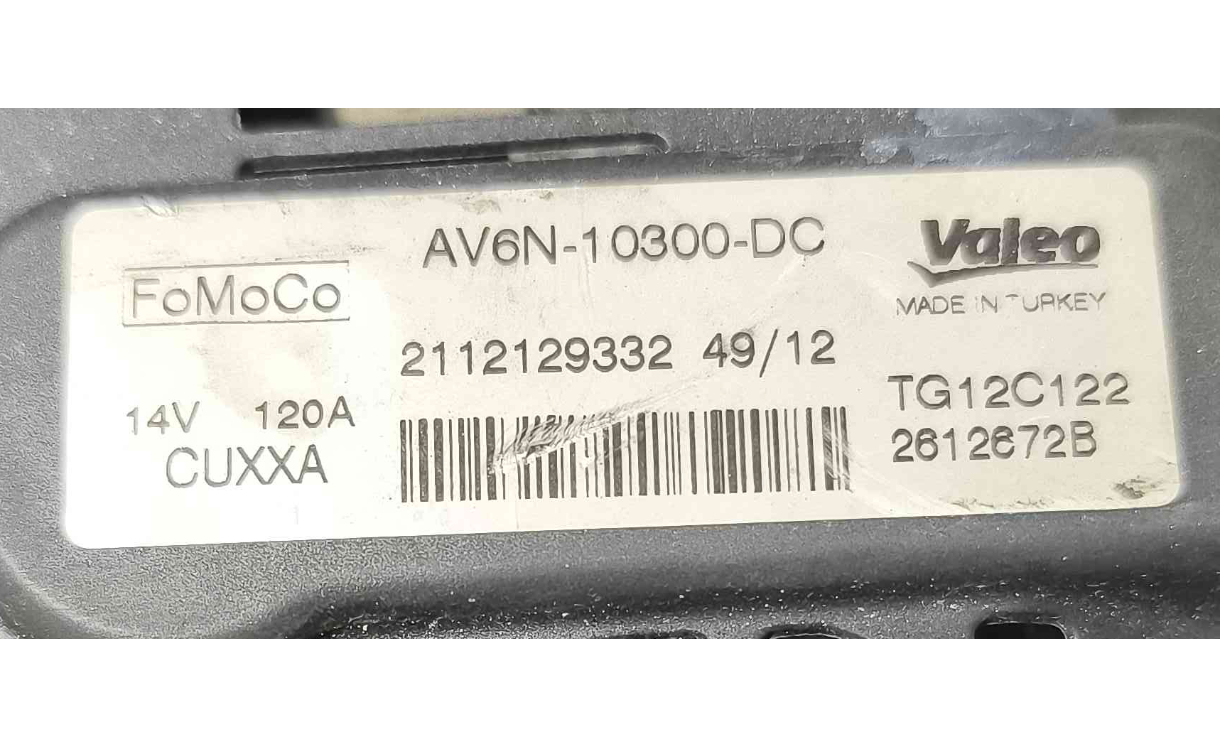 AV6N-10300-DC
Valeo
FoMoCo
MADE IN TURKEY
2112129332 49/12
14V 120A
TG12C122
CUXXA
2612672B